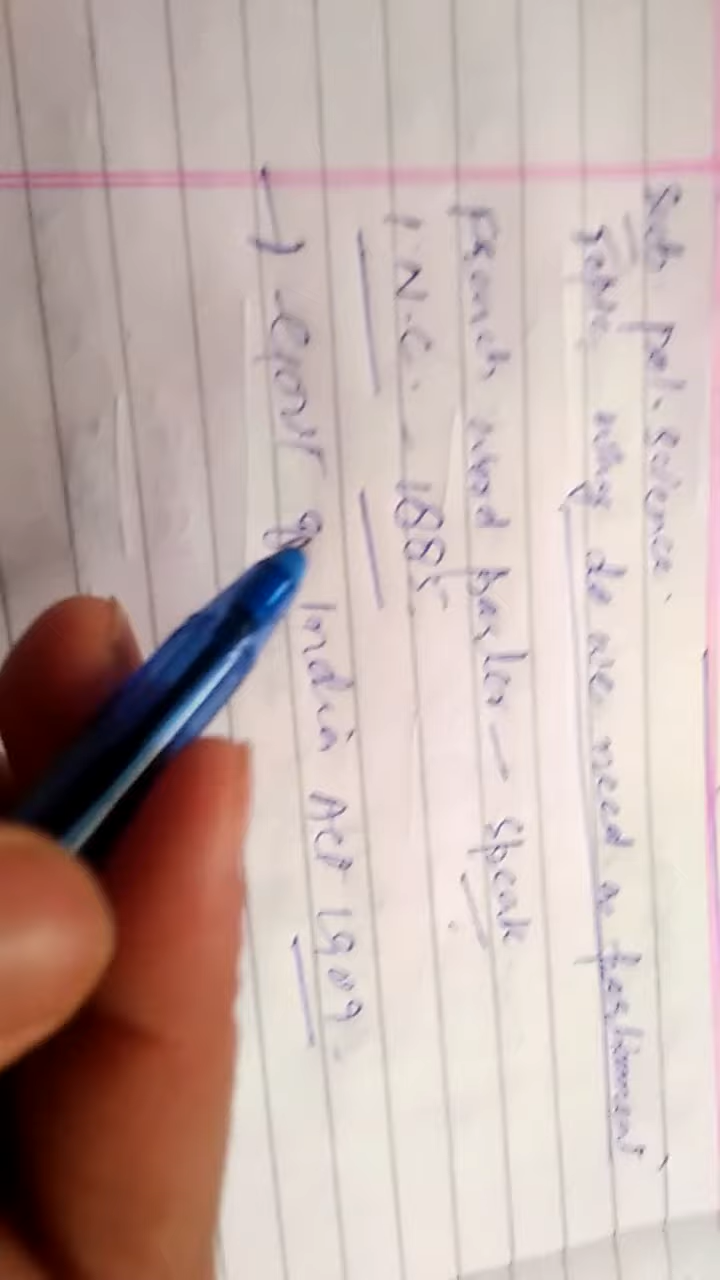 Sub. Pol. science.
Topic, why do we need a parliament
French word Parler - Speak.
I.N.C. - 1885.
→ Govt of India Act 1909.